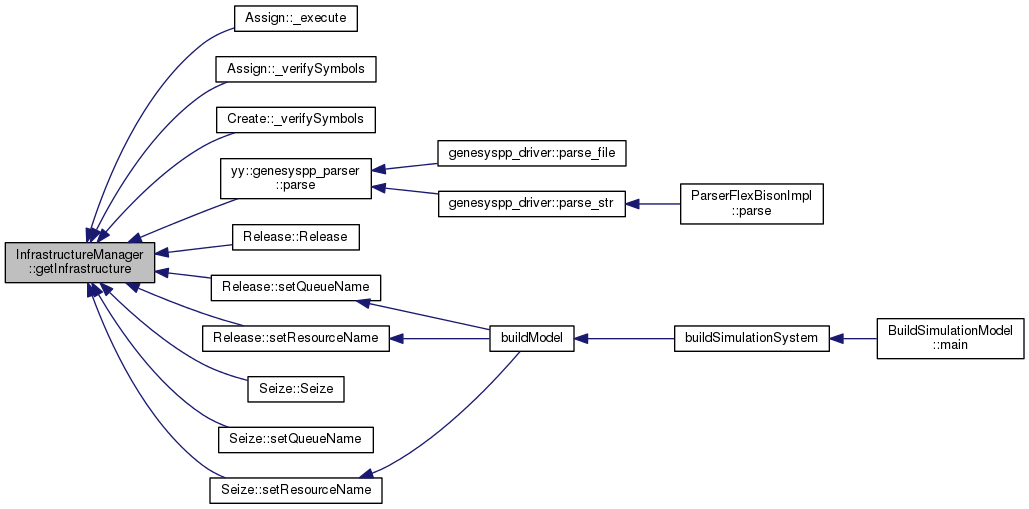 Assign::_execute
Assign::_verifySymbols
Create::_verifySymbols
yy::genesyspp_parser
::parse
genesyspp_driver::parse_file
genesyspp_driver::parse_str
ParserFlexBisonImpl
::parse
InfrastructureManager
::getInfrastructure
Release::Release
Release::setQueueName
Release::setResourceName
buildModel
buildSimulationSystem
BuildSimulationModel
::main
Seize::Seize
Seize::setQueueName
Seize::setResourceName